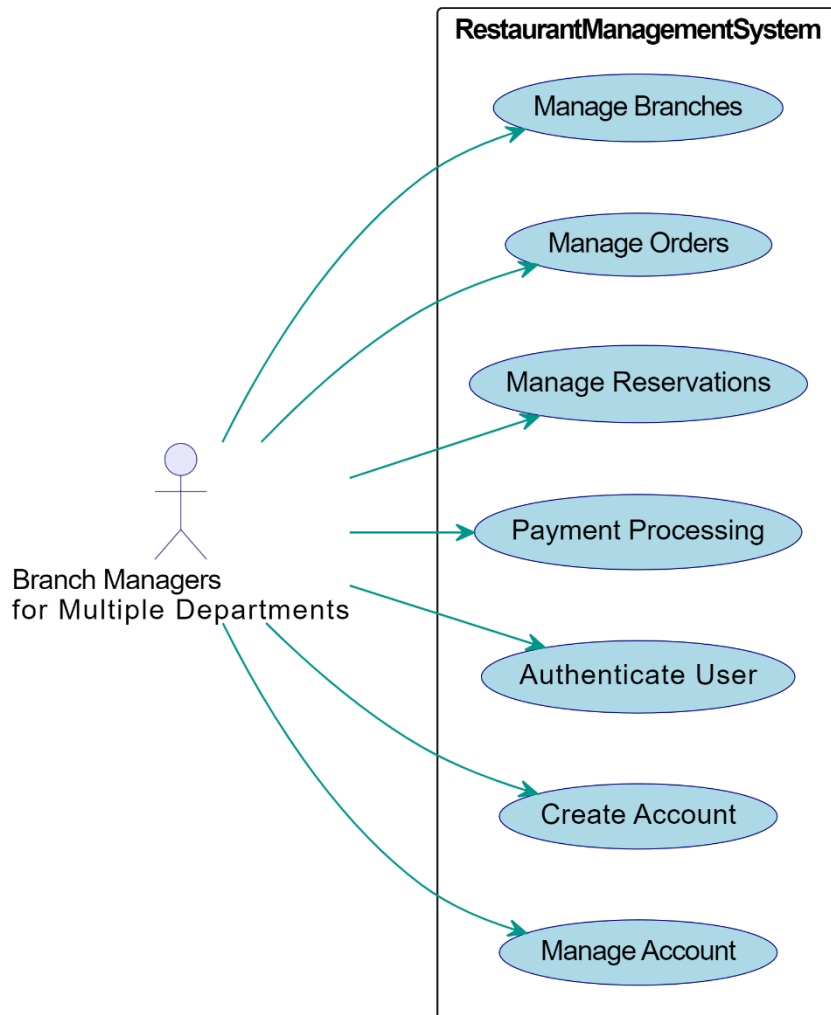 RestaurantManagementSystem
Manage Branches
Manage Orders
Manage Reservations
Payment Processing
Branch Managers
for Multiple Departments
Authenticate User
Create Account
Manage Account